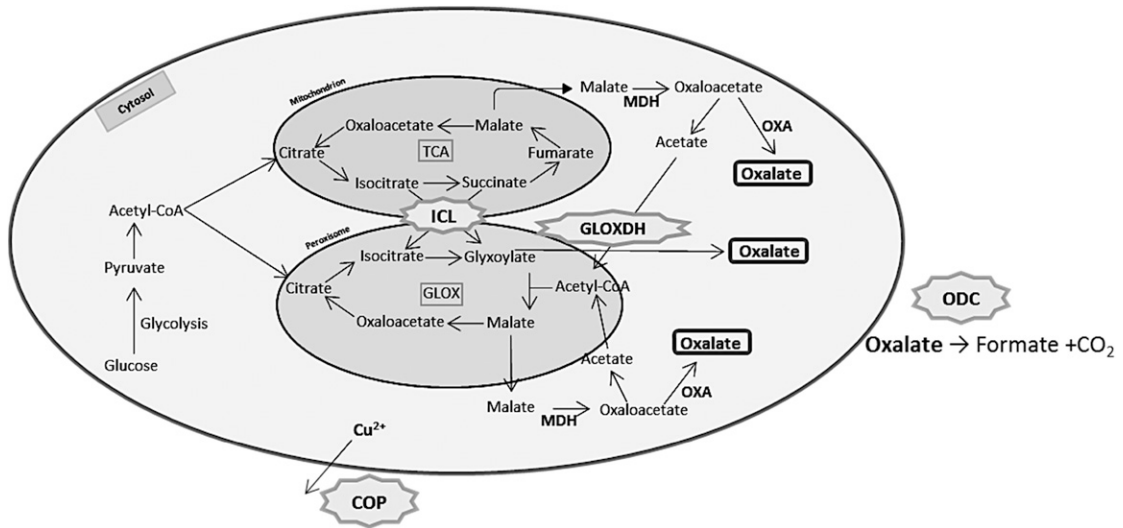 Cytosol
Mitochondrion
Malate
MDH
Oxaloacetate
Oxaloacetate
Malate
Citrate
TCA
Fumarate
Acetate
OXA
Oxalate
Isocitrate
Succinate
Acetyl-CoA
ICL
GLOXDH
Peroxisome
Isocitrate
Glyxoylate
Oxalate
Pyruvate
Citrate
GLOX
Acetyl-CoA
ODC
Glycolysis
Oxaloacetate
Malate
Oxalate
Oxalate → Formate +CO₂
Glucose
Acetate
OXA
Malate
MDH
Oxaloacetate
Cu²⁺
COP